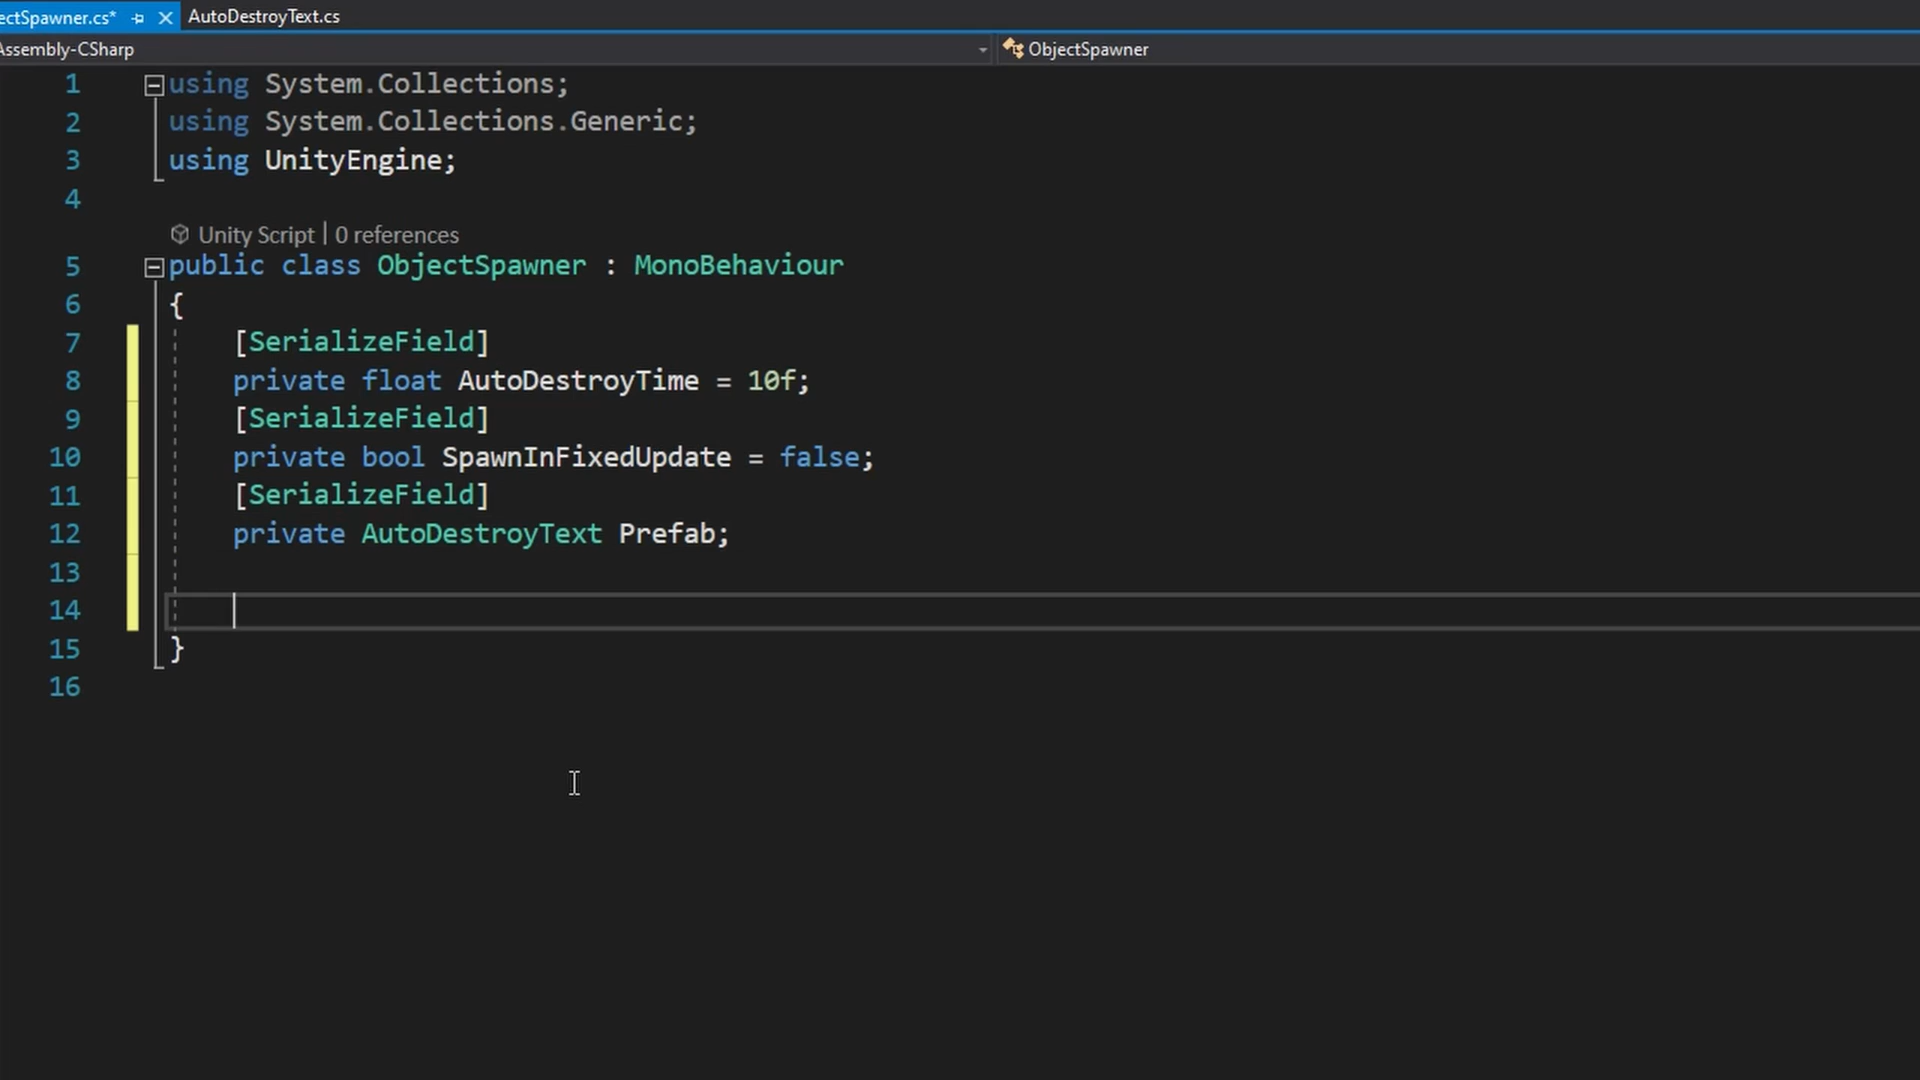 ectSpawner.cs* AutoDestroyText.cs
Assembly-CSharp ObjectSpawner
1 using System.Collections;
2 using System.Collections.Generic;
3 using UnityEngine;
4
Unity Script | 0 references
5 public class ObjectSpawner : MonoBehaviour
6 {
7 [SerializeField]
8 private float AutoDestroyTime = 10f;
9 [SerializeField]
10 private bool SpawnInFixedUpdate = false;
11 [SerializeField]
12 private AutoDestroyText Prefab;
13
14
15 }
16